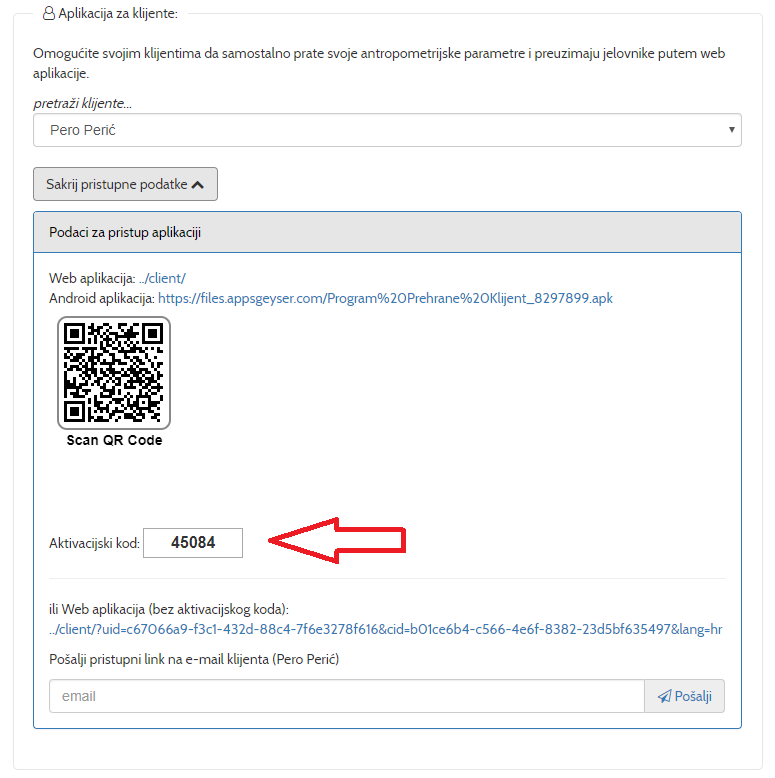 Aplikacija za klijente:
Omogućite svojim klijentima da samostalno prate svoje antropometrijske parametre i preuzimaju jelovnike putem web
aplikacije.
pretraži klijente...
Pero Perić
Sakrij pristupne podatke
Podaci za pristup aplikaciji
Web aplikacija: ../client/
Android aplikacija: https://files.appsgeyser.com/Program%20Prehrane%20Klijent_8297899.apk
Scan QR Code
Aktivacijski kod: 45084
ili Web aplikacija (bez aktivacijskog koda):
../client/?uid=c67066a9-f3c1-432d-88c4-7f6e3278f616&cid=b01ce6b4-c566-4e6f-8382-23d5bf635497&lang=hr
Pošalji pristupni link na e-mail klijenta (Pero Perić)
email
Pošalji